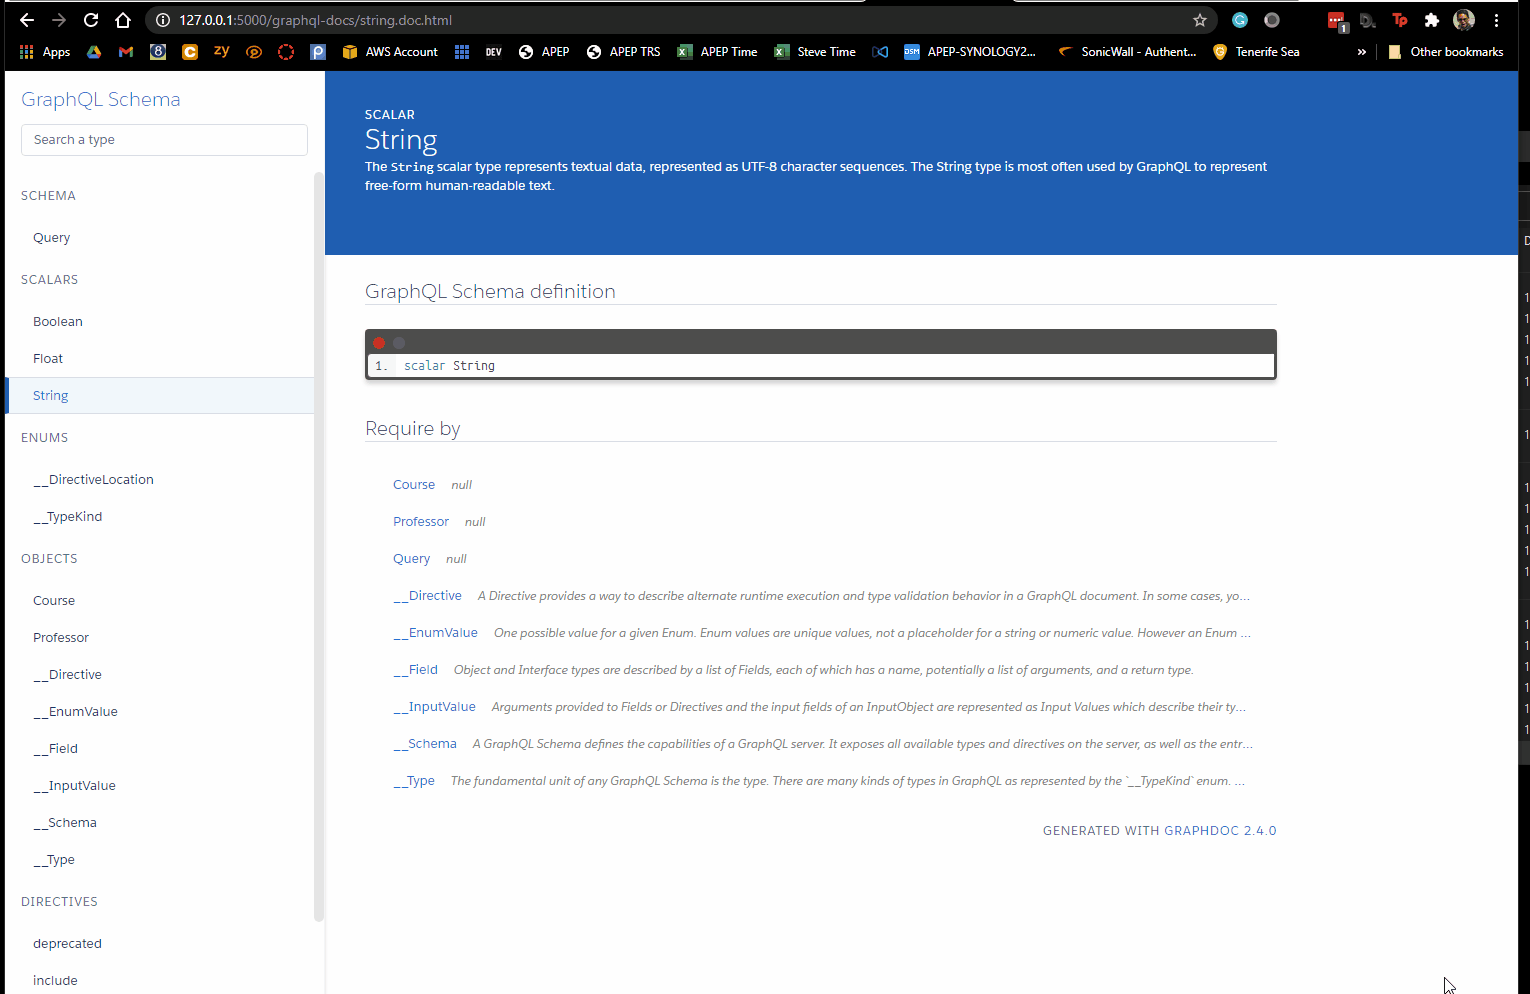 127.0.0.1:5000/graphql-docs/string.doc.html
1
Apps
8
C
zy
P
AWS Account
DEV
APEP
APEP TRS
APEP Time
Steve Time
DSM
APEP-SYNOLOGY2...
SonicWall - Authent...
Tenerife Sea
»
Other bookmarks
GraphQL Schema
Search a type
SCHEMA
Query
SCALARS
Boolean
Float
String
ENUMS
__DirectiveLocation
__TypeKind
OBJECTS
Course
Professor
__Directive
__EnumValue
__Field
__InputValue
__Schema
__Type
DIRECTIVES
deprecated
include
SCALAR
String
The String scalar type represents textual data, represented as UTF-8 character sequences. The String type is most often used by GraphQL to represent
free-form human-readable text.
GraphQL Schema definition
1. scalar String
Require by
Course null
Professor null
Query null
__Directive A Directive provides a way to describe alternate runtime execution and type validation behavior in a GraphQL document. In some cases, yo...
__EnumValue One possible value for a given Enum. Enum values are unique values, not a placeholder for a string or numeric value. However an Enum ...
__Field Object and Interface types are described by a list of Fields, each of which has a name, potentially a list of arguments, and a return type.
__InputValue Arguments provided to Fields or Directives and the input fields of an InputObject are represented as Input Values which describe their ty...
__Schema A GraphQL Schema defines the capabilities of a GraphQL server. It exposes all available types and directives on the server, as well as the entr...
__Type The fundamental unit of any GraphQL Schema is the type. There are many kinds of types in GraphQL as represented by the `__TypeKind` enum. ...
GENERATED WITH GRAPHDOC 2.4.0